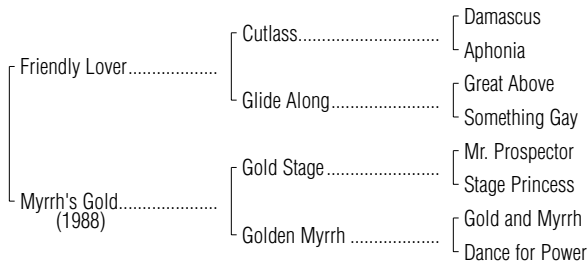 Damascus
Cutlass
Aphonia
Friendly Lover
Great Above
Glide Along
Something Gay
Mr. Prospector
Gold Stage
Stage Princess
Myrrh's Gold
(1988)
Gold and Myrrh
Golden Myrrh
Dance for Power